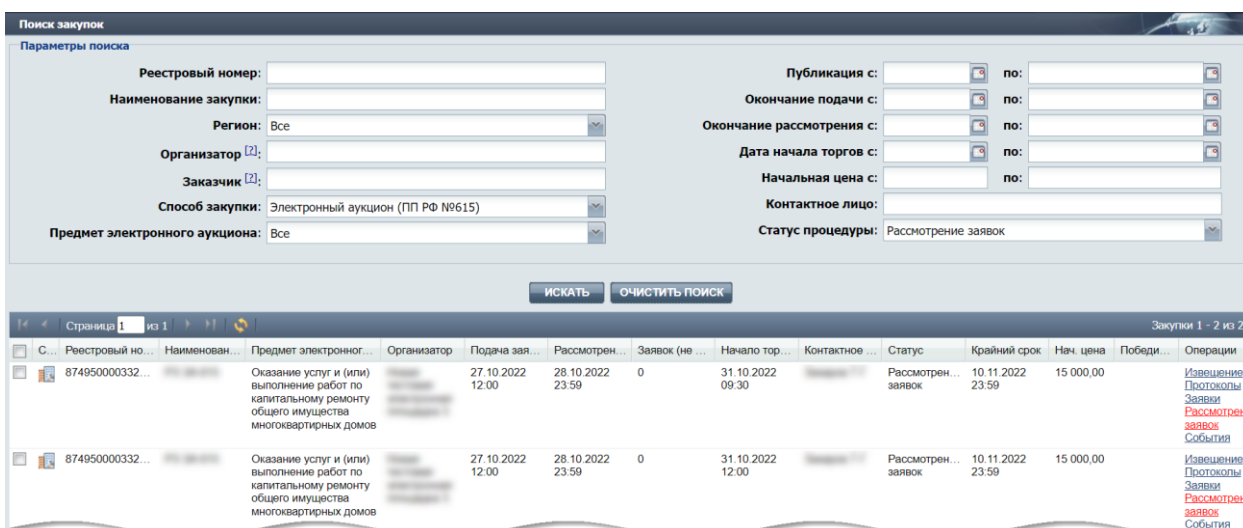 Поиск закупок
Параметры поиска
Реестровый номер:
Наименование закупки:
Регион: Все
Организатор [?]:
Заказчик [?]:
Способ закупки: Электронный аукцион (ПП РФ №615)
Предмет электронного аукциона: Все
Публикация с: по:
Окончание подачи с: по:
Окончание рассмотрения с: по:
Дата начала торгов с: по:
Начальная цена с: по:
Контактное лицо:
Статус процедуры: Рассмотрение заявок
ИСКАТЬ ОЧИСТИТЬ ПОИСК
Страница 1 из 1 Закупки 1 - 2 из 2
С... Реестровый но... Наименован... Предмет электронног... Организатор Подача зая... Рассмотрен... Заявок (не ... Начало тор... Контактное ... Статус Крайний срок Нач. цена Победи... Операции
874950000332... Оказание услуг и (или) 27.10.2022 28.10.2022 0 31.10.2022 Рассмотрен... 10.11.2022 15 000,00 Извещение
выполнение работ по 12:00 23:59 09:30 заявок 23:59 Протоколы
капитальному ремонту Заявки
общего имущества Рассмотрен
многоквартирных домов заявок
События
874950000332... Оказание услуг и (или) 27.10.2022 28.10.2022 0 31.10.2022 Рассмотрен... 10.11.2022 15 000,00 Извещение
выполнение работ по 12:00 23:59 12:00 заявок 23:59 Протоколы
капитальному ремонту Заявки
общего имущества Рассмотрен
многоквартирных домов заявок
События